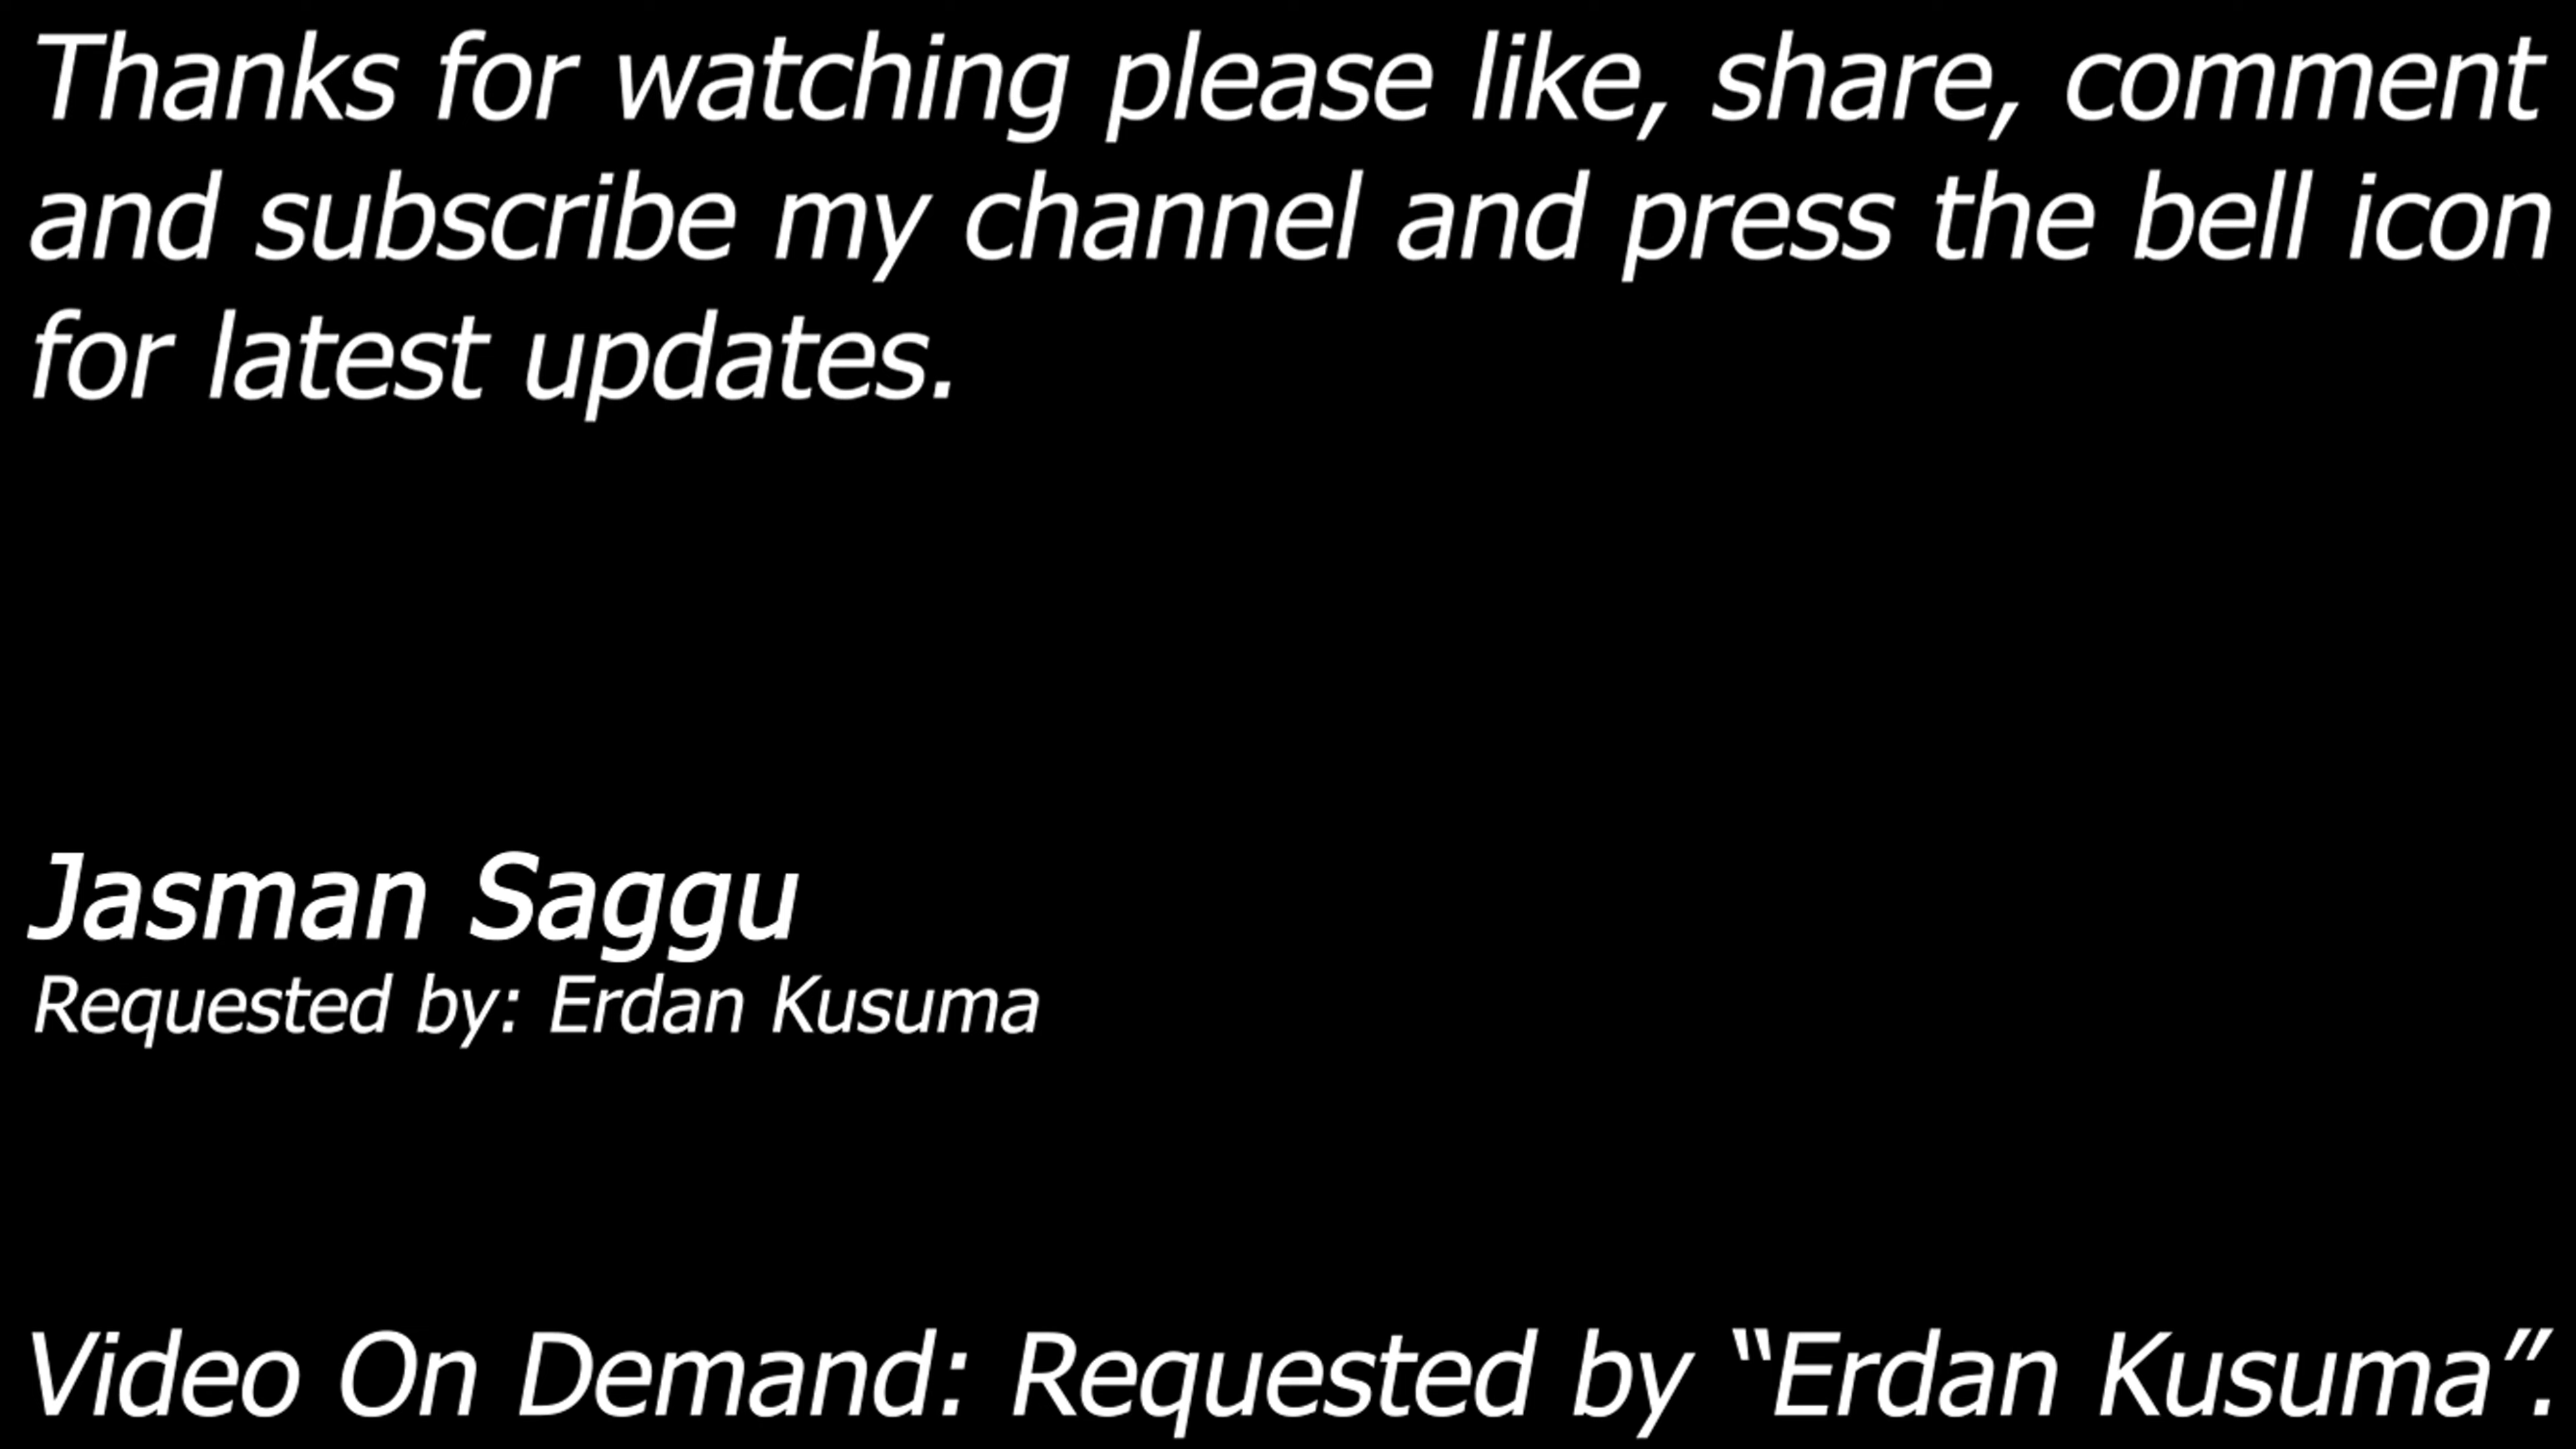 Thanks for watching please like, share, comment
and subscribe my channel and press the bell icon
for latest updates.
Jasman Saggu
Requested by: Erdan Kusuma
Video On Demand: Requested by “Erdan Kusuma”.